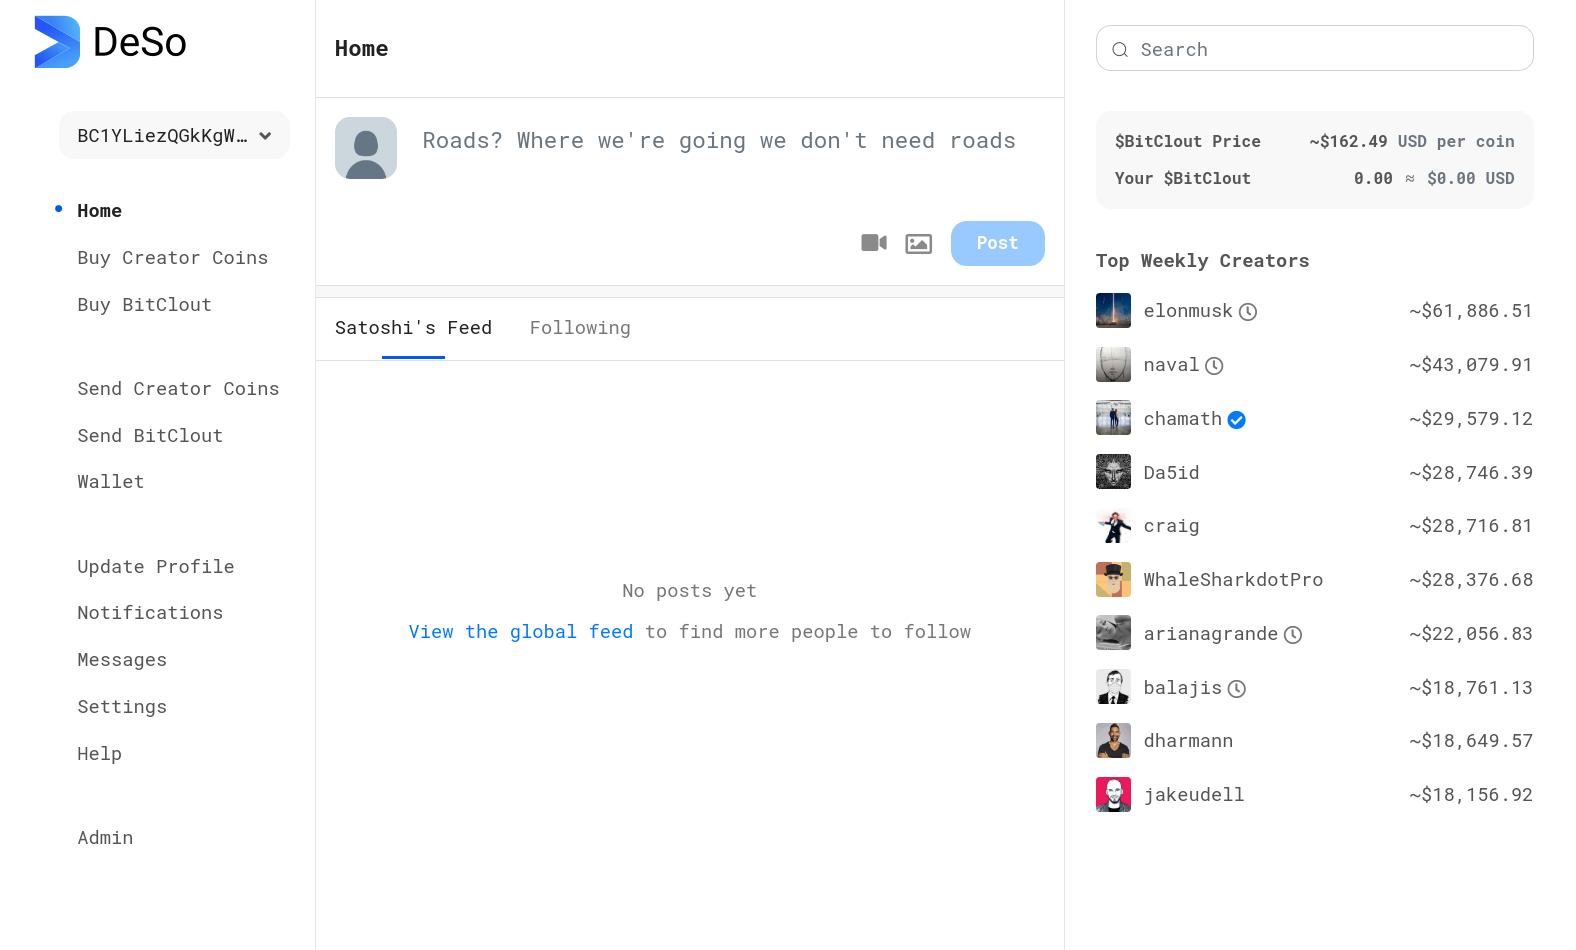 DeSo
BC1YLiezQGkKgW…
Home
Buy Creator Coins
Buy BitClout
Send Creator Coins
Send BitClout
Wallet
Update Profile
Notifications
Messages
Settings
Help
Admin
Home
Roads? Where we're going we don't need roads
Post
Satoshi's Feed Following
No posts yet
View the global feed to find more people to follow
Search
$BitClout Price ~$162.49 USD per coin
Your $BitClout 0.00 ≈ $0.00 USD
Top Weekly Creators
elonmusk ~$61,886.51
naval ~$43,079.91
chamath ~$29,579.12
Da5id ~$28,746.39
craig ~$28,716.81
WhaleSharkdotPro ~$28,376.68
arianagrande ~$22,056.83
balajis ~$18,761.13
dharmann ~$18,649.57
jakeudell ~$18,156.92